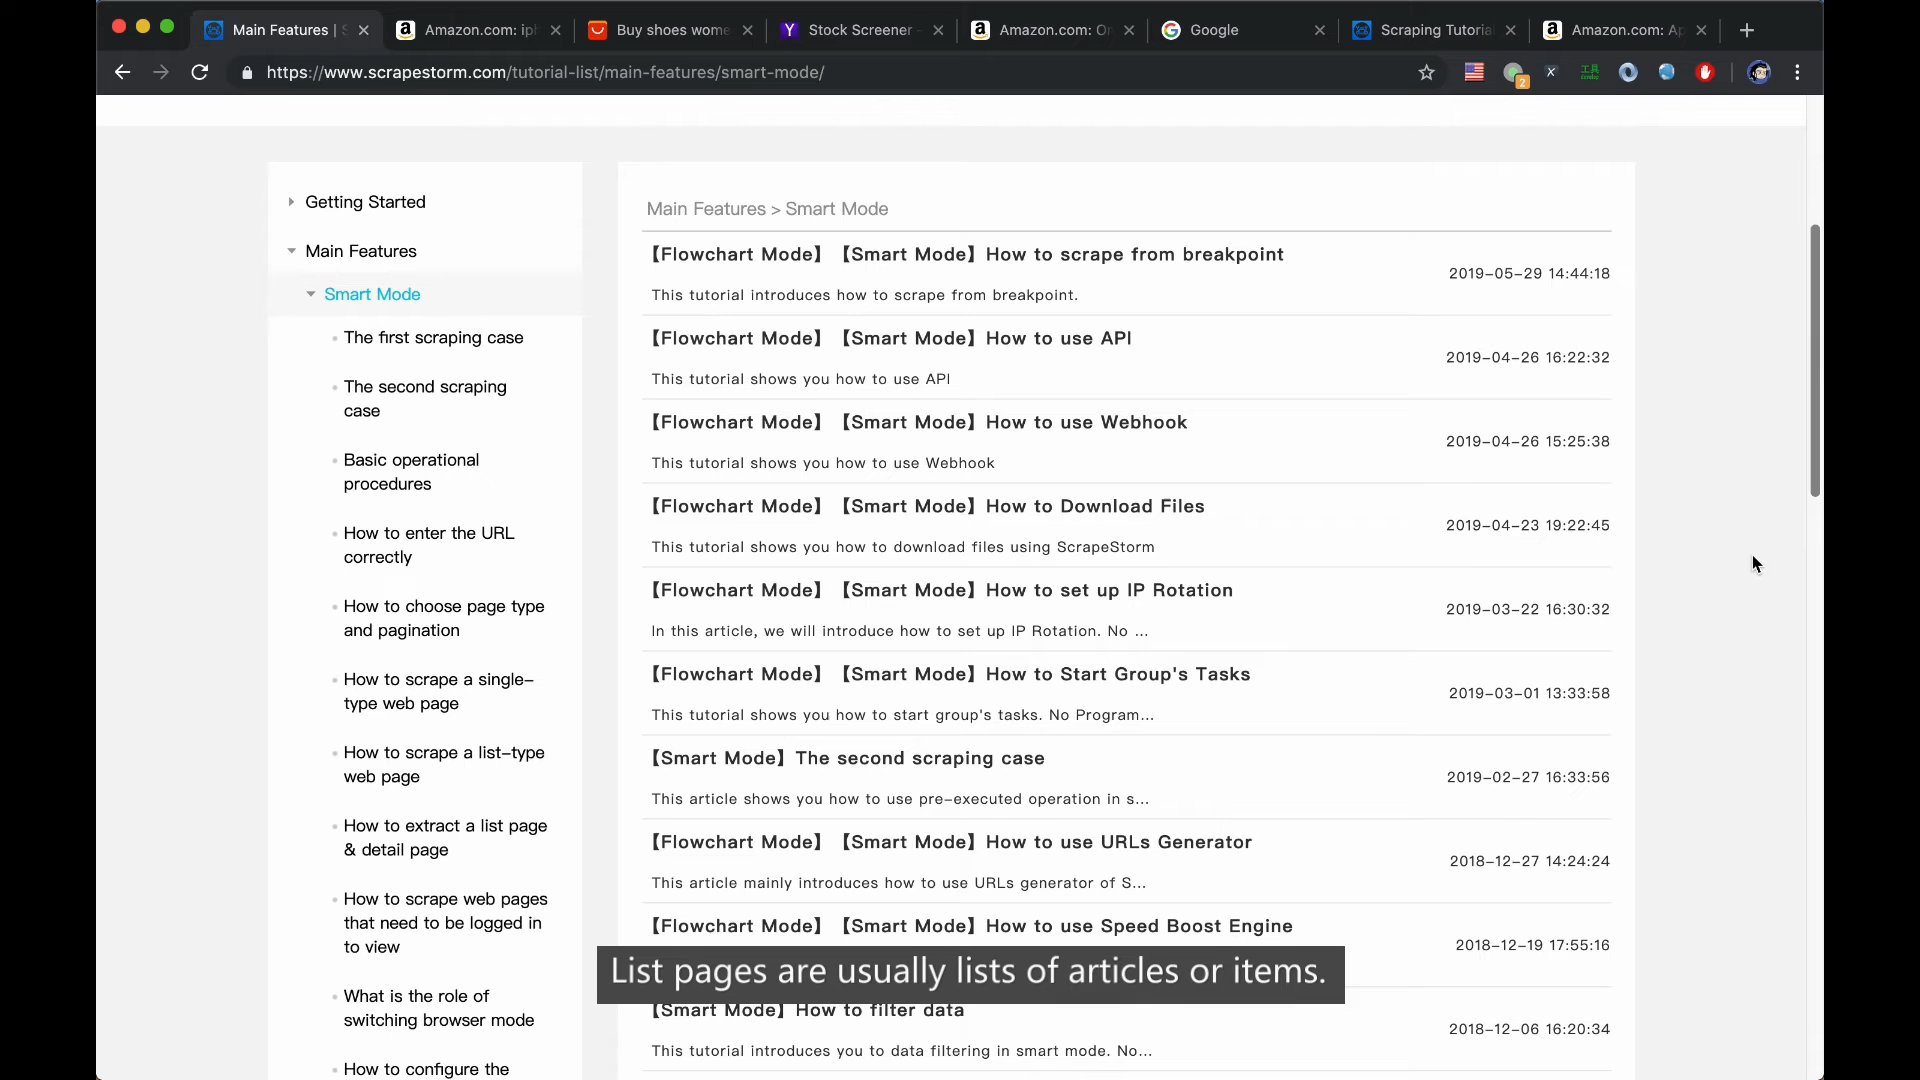 Main Features | S
Amazon.com: iph
Buy shoes wome
Stock Screener -
Amazon.com: On
Google
Scraping Tutoria
Amazon.com: Ap
https://www.scrapestorm.com/tutorial-list/main-features/smart-mode/
2
Getting Started
Main Features
Smart Mode
The first scraping case
The second scraping
case
Basic operational
procedures
How to enter the URL
correctly
How to choose page type
and pagination
How to scrape a single-
type web page
How to scrape a list-type
web page
How to extract a list page
& detail page
How to scrape web pages
that need to be logged in
to view
What is the role of
switching browser mode
How to configure the
Main Features > Smart Mode
【Flowchart Mode】【Smart Mode】How to scrape from breakpoint
2019-05-29 14:44:18
This tutorial introduces how to scrape from breakpoint.
【Flowchart Mode】【Smart Mode】How to use API
2019-04-26 16:22:32
This tutorial shows you how to use API
【Flowchart Mode】【Smart Mode】How to use Webhook
2019-04-26 15:25:38
This tutorial shows you how to use Webhook
【Flowchart Mode】【Smart Mode】How to Download Files
2019-04-23 19:22:45
This tutorial shows you how to download files using ScrapeStorm
【Flowchart Mode】【Smart Mode】How to set up IP Rotation
2019-03-22 16:30:32
In this article, we will introduce how to set up IP Rotation. No ...
【Flowchart Mode】【Smart Mode】How to Start Group's Tasks
2019-03-01 13:33:58
This tutorial shows you how to start group's tasks. No Program...
【Smart Mode】The second scraping case
2019-02-27 16:33:56
This article shows you how to use pre-executed operation in s...
【Flowchart Mode】【Smart Mode】How to use URLs Generator
2018-12-27 14:24:24
This article mainly introduces how to use URLs generator of S...
【Flowchart Mode】【Smart Mode】How to use Speed Boost Engine
2018-12-19 17:55:16
List pages are usually lists of articles or items.
【Smart Mode】How to filter data
2018-12-06 16:20:34
This tutorial introduces you to data filtering in smart mode. No...